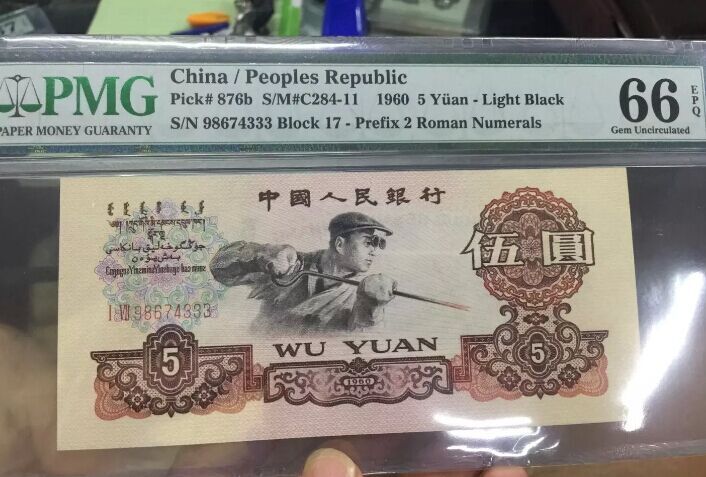 PMG
PAPER MONEY GUARANTY
China / Peoples Republic
Pick# 876b S/M#C284-11 1960 5 Yüan - Light Black
S/N 98674333 Block 17 - Prefix 2 Roman Numerals
66 EPQ
Gem Uncirculated
中國人民銀行
伍圓
I VII 98674333
WU YUAN
5
1960
5